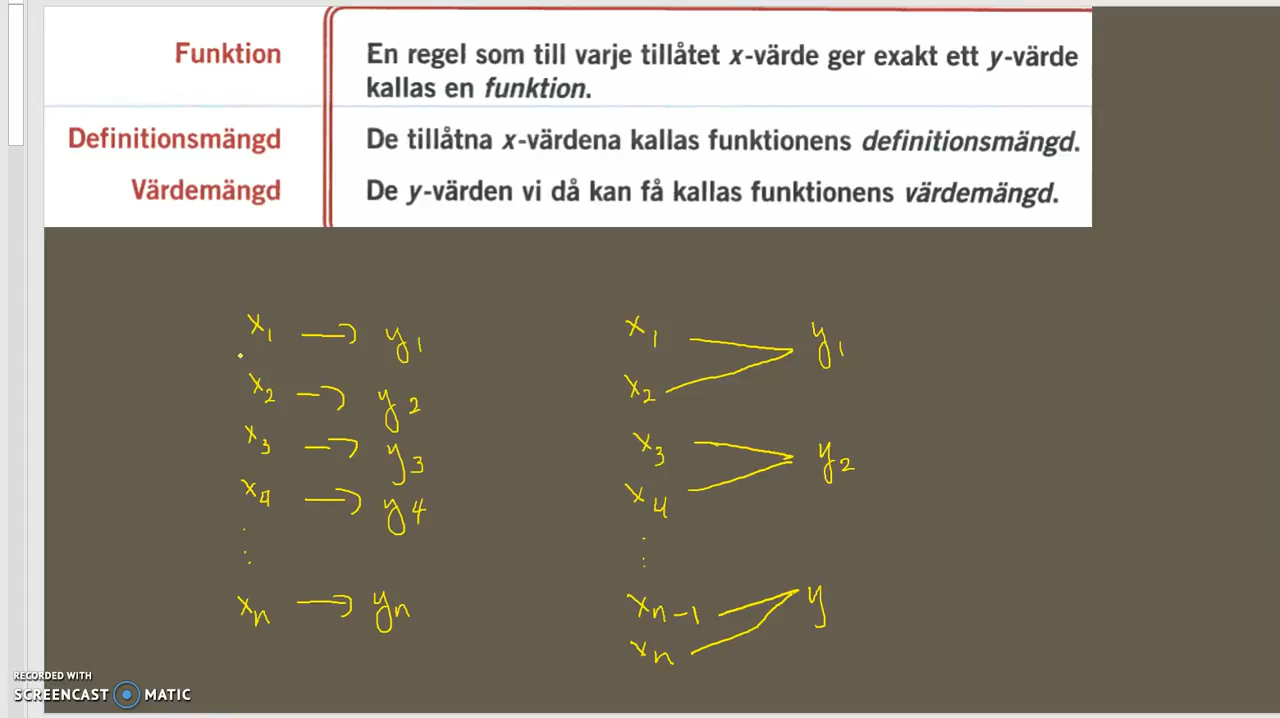 Funktion
En regel som till varje tillåtet x-värde ger exakt ett y-värde
kallas en funktion.
Definitionsmängd
De tillåtna x-värdena kallas funktionens definitionsmängd.
Värdemängd
De y-värden vi då kan få kallas funktionens värdemängd.
x₁ → y₁
x₂ → y₂
x₃ → y₃
x₄ → y₄
⋮
xₙ → yₙ
x₁
y₁
x₂
x₃
y₂
x₄
⋮
xₙ₋₁
y
xₙ
RECORDED WITH
SCREENCAST MATIC